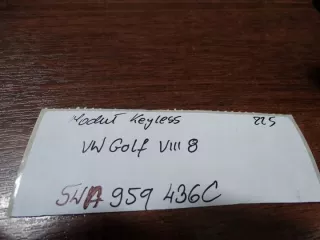 Moduł Keyless 225
VW Golf VIII 8
5WA 959 436C